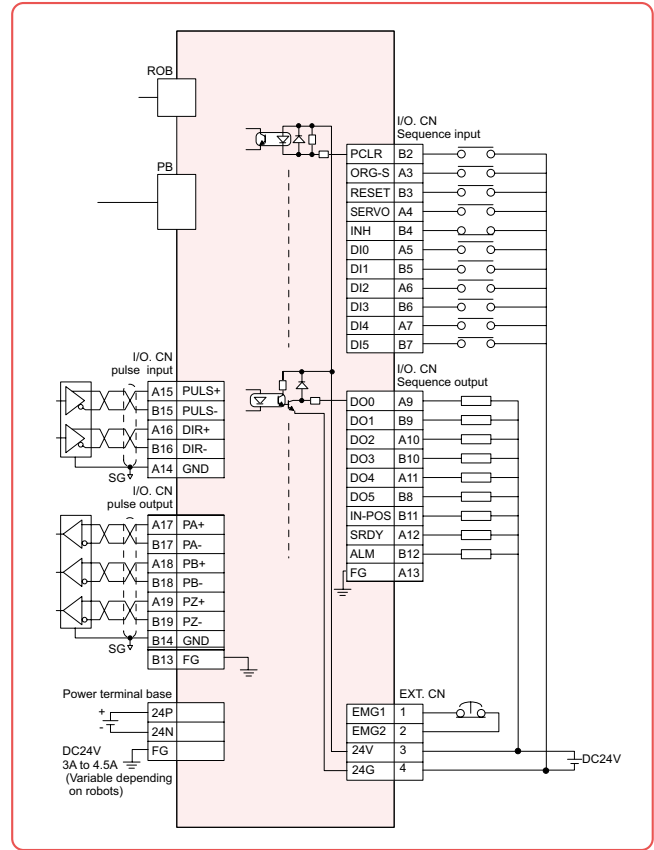 ROB
PB
I/O. CN
Sequence input
PCLR B2
ORG-S A3
RESET B3
SERVO A4
INH B4
DI0 A5
DI1 B5
DI2 A6
DI3 B6
DI4 A7
DI5 B7
I/O. CN
pulse input
A15 PULS+
B15 PULS-
A16 DIR+
B16 DIR-
A14 GND
SG
I/O. CN
Sequence output
DO0 A9
DO1 B9
DO2 A10
DO3 B10
DO4 A11
DO5 B8
IN-POS B11
SRDY A12
ALM B12
FG A13
I/O. CN
pulse output
A17 PA+
B17 PA-
A18 PB+
B18 PB-
A19 PZ+
B19 PZ-
B14 GND
SG
B13 FG
Power terminal base
+ 24P
- 24N
FG
DC24V
3A to 4.5A
(Variable depending
on robots)
EXT. CN
EMG1 1
EMG2 2
24V 3
24G 4
DC24V